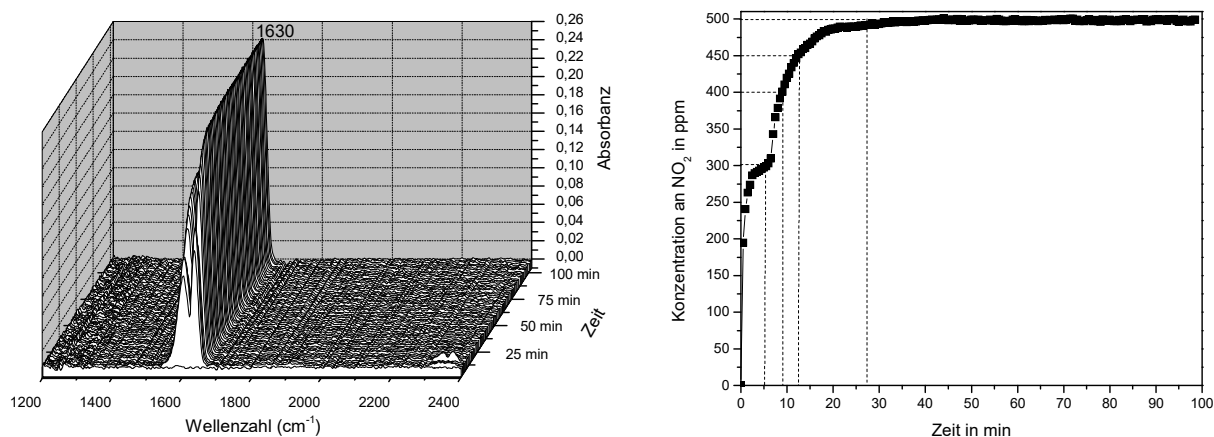 1630
0,26
0,24
0,22
0,20
0,18
0,16
0,14
0,12
0,10
0,08
0,06
0,04
0,02
0,00
Absorbanz
100 min
75 min
50 min
25 min
Zeit
1200 1400 1600 1800 2000 2200 2400
Wellenzahl (cm⁻¹)
500
450
400
350
300
250
200
150
100
50
0
Konzentration an NO₂ in ppm
0 10 20 30 40 50 60 70 80 90 100
Zeit in min